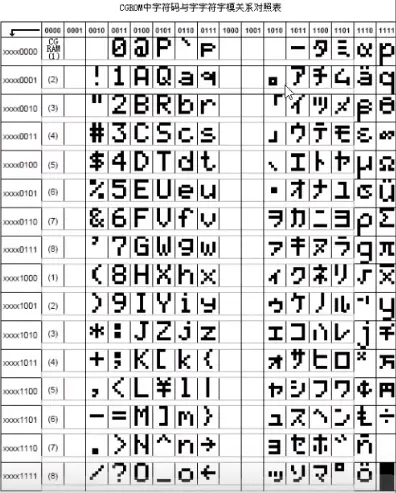 CGROM中字符码与字符字模关系对照表
0000 0001 0010 0011 0100 0101 0110 0111 1000 1001 1010 1011 1100 1101 1110 1111
xxxx0000 CG RAM (1) 0 @ P ` p ー タ ミ α p
xxxx0001 (2) ! 1 A Q a q 。 ア チ ム ä q
xxxx0010 (3) " 2 B R b r 「 イ ツ メ β θ
xxxx0011 (4) # 3 C S c s 」 ウ テ モ ε ∞
xxxx0100 (5) $ 4 D T d t 、 エ ト ヤ μ Ω
xxxx0101 (6) % 5 E U e u ・ オ ナ ユ σ ü
xxxx0110 (7) & 6 F V f v ヲ カ ニ ヨ ρ Σ
xxxx0111 (8) ' 7 G W g w ァ キ ヌ ラ g π
xxxx1000 (1) ( 8 H X h x ィ ク ネ リ √ x̄
xxxx1001 (2) ) 9 I Y i y ゥ ケ ノ ル ⁻¹ y
xxxx1010 (3) * : J Z j z ェ コ ハ レ j 千
xxxx1011 (4) + ; K [ k { ォ サ ヒ ロ × 万
xxxx1100 (5) , < L ¥ l | ャ シ フ ワ ¢ 円
xxxx1101 (6) - = M ] m } ュ ス ヘ ン ŧ ÷
xxxx1110 (7) . > N ^ n → ョ セ ホ ゛ ñ
xxxx1111 (8) / ? O _ o ← ッ ソ マ ゜ ö █